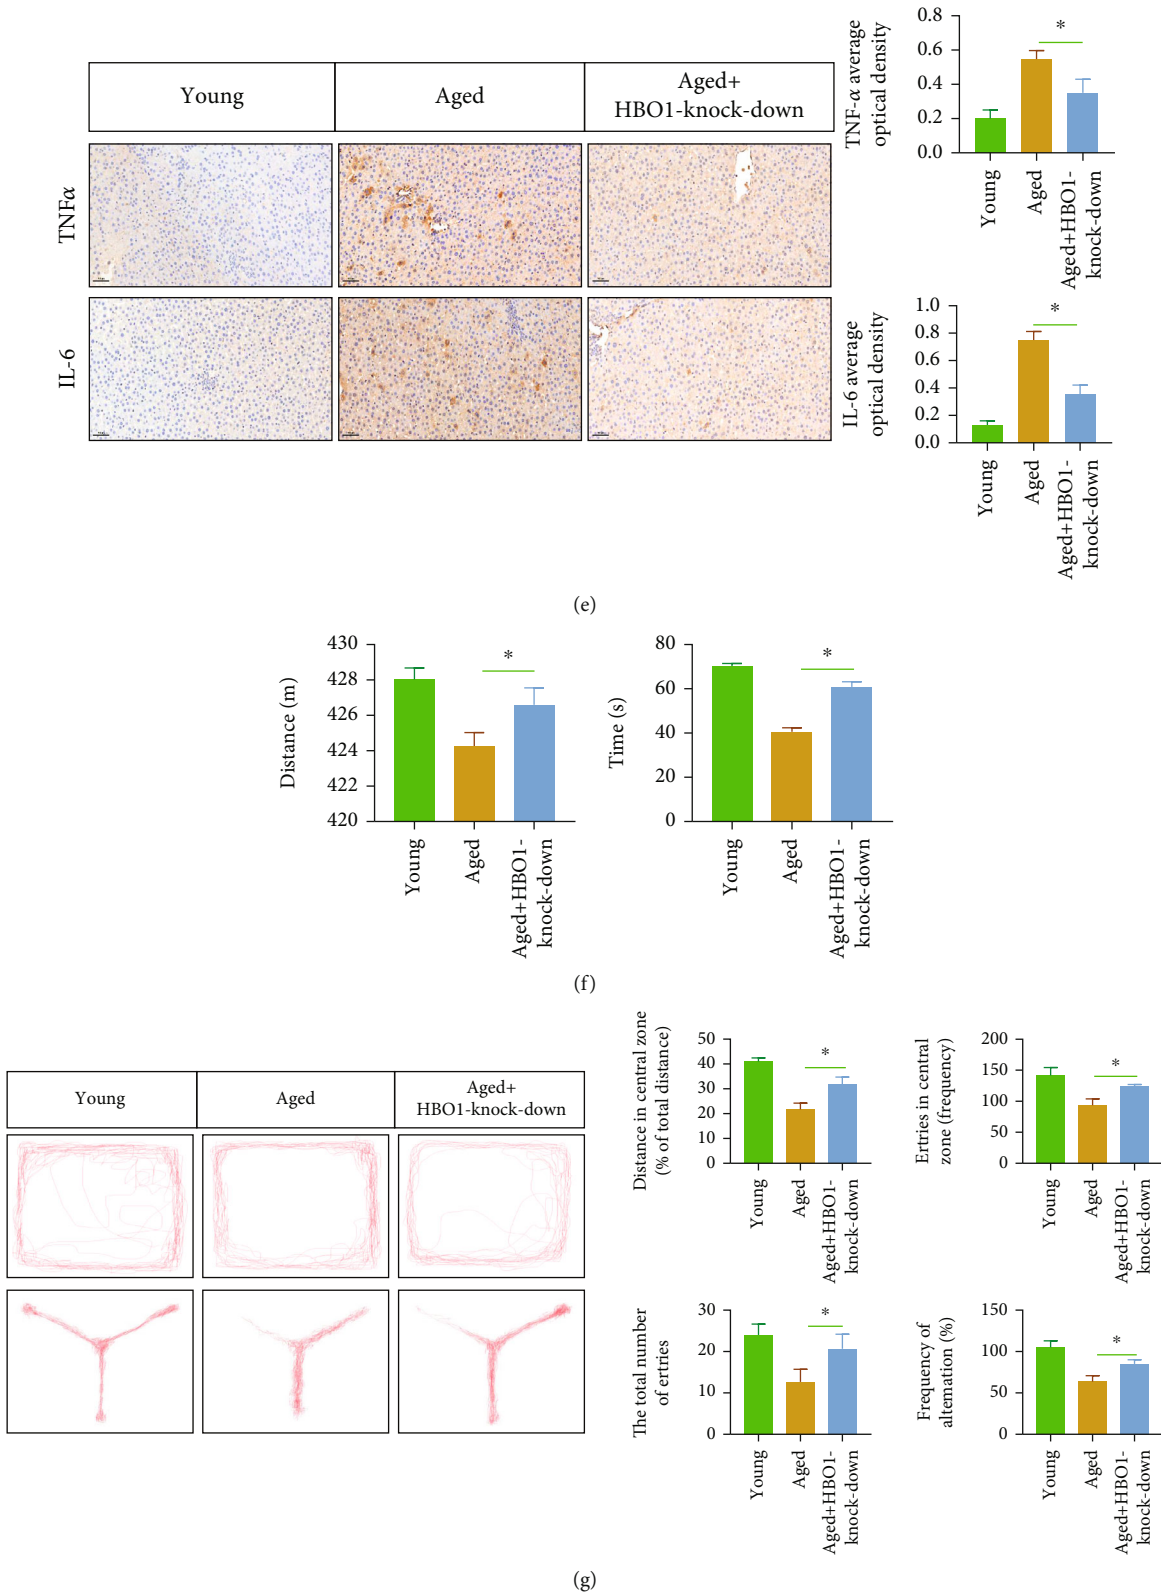 Young
Aged
Aged+
HBO1-knock-down
TNFα
IL-6
TNF-α average
optical density
0.8
0.6
0.4
0.2
0.0
*
Young
Aged
Aged+HBO1-
knock-down
IL-6 average
optical density
1.0
0.8
0.6
0.4
0.2
0.0
*
Young
Aged
Aged+HBO1-
knock-down
(e)
Distance (m)
430
428
426
424
422
420
*
Young
Aged
Aged+HBO1-
knock-down
Time (s)
80
60
40
20
0
*
Young
Aged
Aged+HBO1-
knock-down
(f)
Young
Aged
Aged+
HBO1-knock-down
Distance in central zone
(% of total distance)
50
40
30
20
10
0
*
Young
Aged
Aged+HBO1-
knock-down
Ertries in central
zone (frequency)
200
150
100
50
0
*
Young
Aged
Aged+HBO1-
knock-down
The total number
of ertries
30
20
10
0
*
Young
Aged
Aged+HBO1-
knock-down
Frequency of
altemation (%)
150
100
50
0
*
Young
Aged
Aged+HBO1-
knock-down
(g)